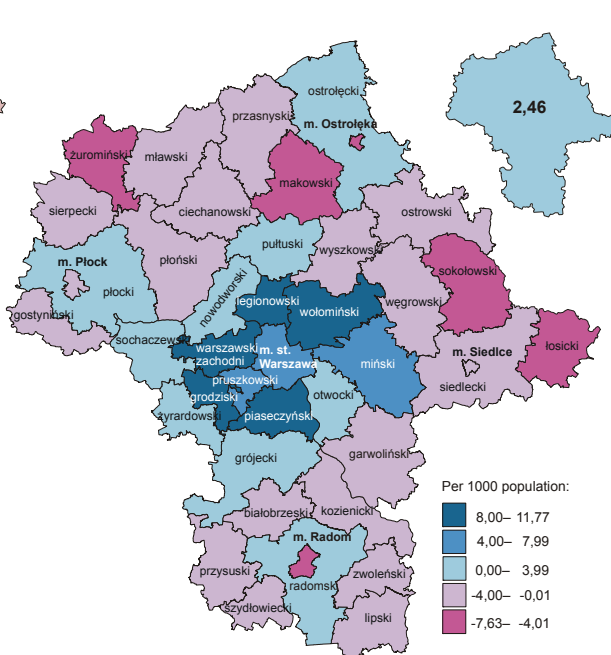 ostrołęcki
2,46
przasnyski
m. Ostrołęka
żuromiński
mławski
makowski
sierpecki
ciechanowski
ostrowski
pułtuski
wyszkowski
m. Płock
płoński
sokołowski
płocki
nowodworski
węgrowski
legionowski
wołomiński
gostyniński
sochaczewski
warszawski
zachodni
m. st.
Warszawa
m. Siedlce
łosicki
miński
pruszkowski
siedlecki
grodziski
otwocki
żyrardowski
piaseczyński
grójecki
garwoliński
Per 1000 population:
8,00– 11,77
4,00– 7,99
0,00– 3,99
-4,00– -0,01
-7,63– -4,01
białobrzeski
kozienicki
m. Radom
przysuski
zwoleński
radomski
szydłowiecki
lipski